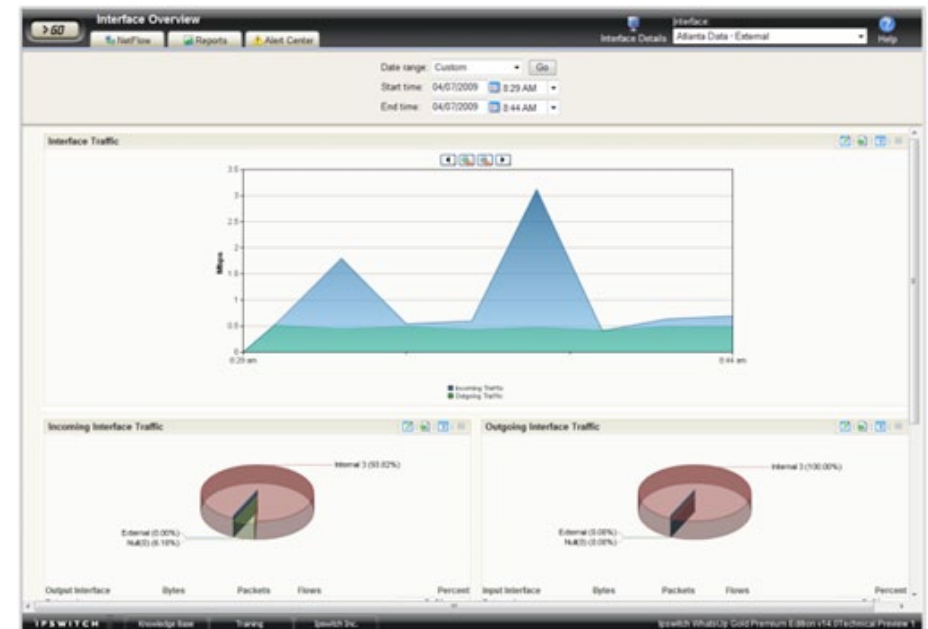 > GO
Interface Overview
NetFlow
Reports
Alert Center
Interface Details
Interface:
Atlanta Data - External
Help
Date range: Custom Go
Start time: 04/07/2009 8:29 AM
End time: 04/07/2009 8:44 AM
Interface Traffic
3.5
3
2.5
2
1.5
1
0.5
0
Mbps
8:29 am
8:44 am
Incoming Traffic
Outgoing Traffic
Incoming Interface Traffic
Internal 3 (93.82%)
External (0.00%)
Null(0) (6.18%)
Output Interface Bytes Packets Flows Percent
Outgoing Interface Traffic
Internal 3 (100.00%)
External (0.00%)
Null(0) (0.00%)
Input Interface Bytes Packets Flows Percent
IPSWITCH
Knowledge Base
Training
Ipswitch Inc.
Ipswitch WhatsUp Gold Premium Edition v14.0Technical Preview 1